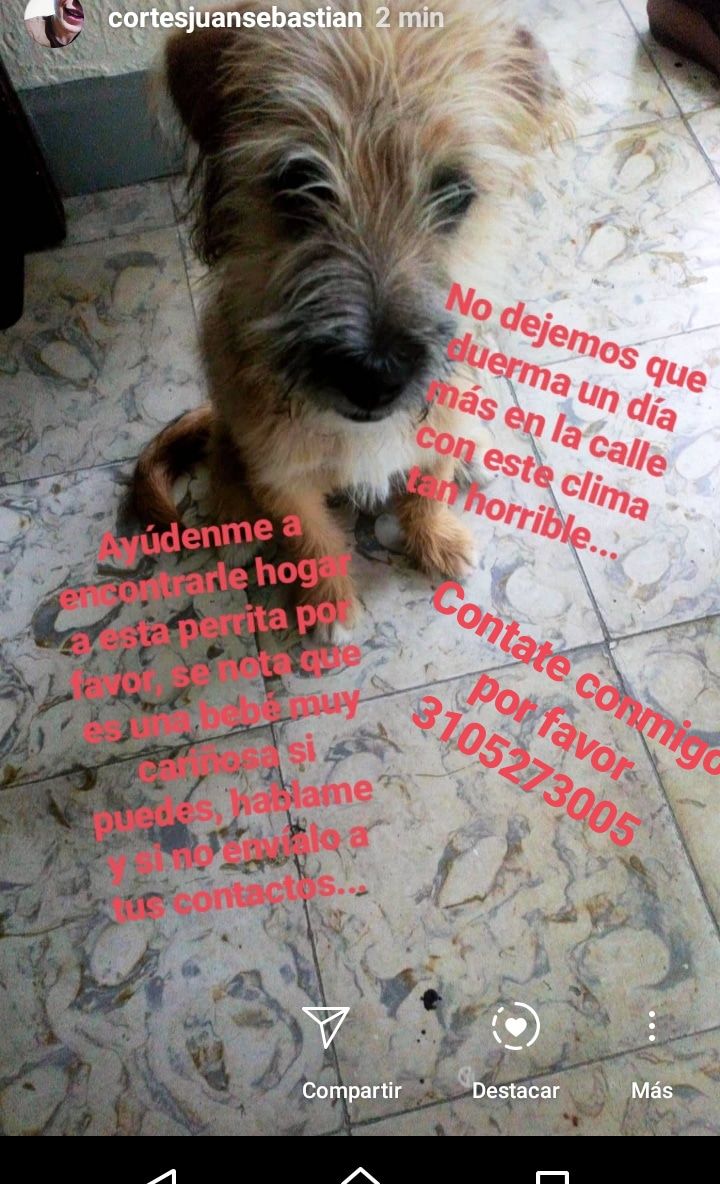 cortesjuansebastian 2 min
No dejemos que
duerma un día
más en la calle
con este clima
tan horrible...
Ayúdenme a
encontrarle hogar
a esta perrita por
favor, se nota que
es una bebé muy
cariñosa si
puedes, hablame
y si no envíalo a
tus contactos...
Contate conmigo
por favor
3105273005
Compartir
Destacar
Más